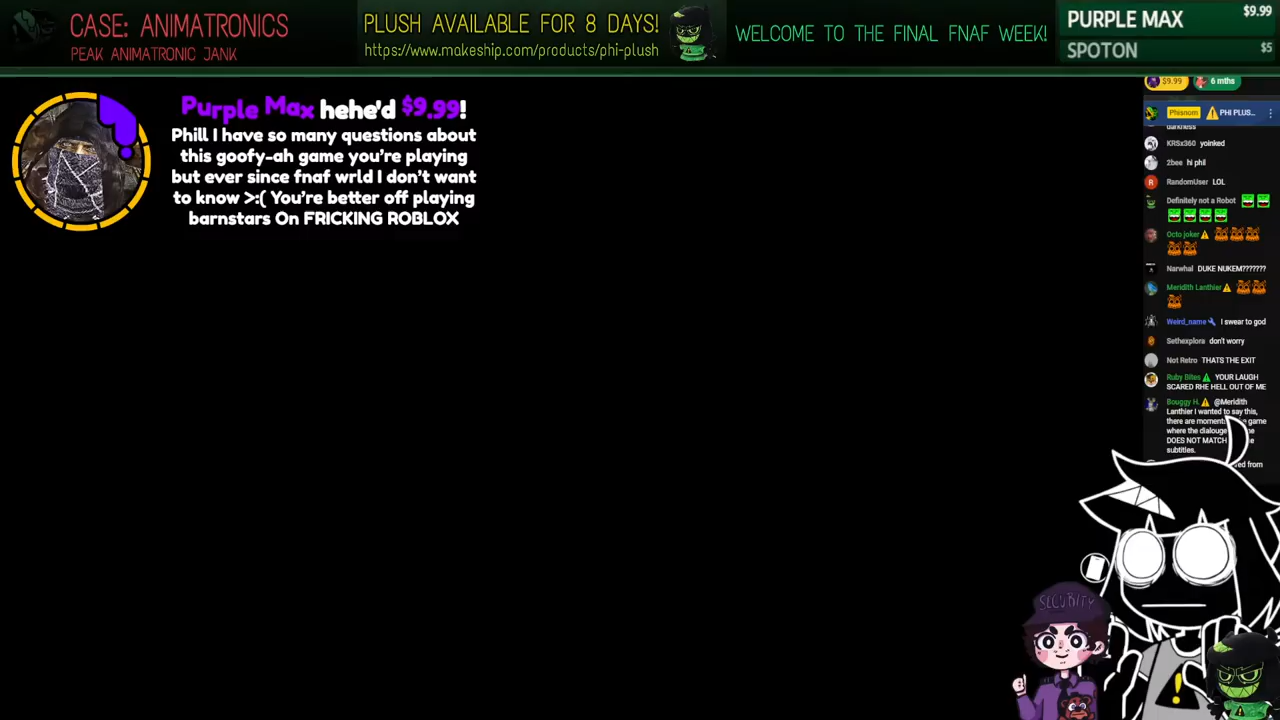 CASE: ANIMATRONICS
PEAK ANIMATRONIC JANK
PLUSH AVAILABLE FOR 8 DAYS!
https://www.makeship.com/products/phi-plush
WELCOME TO THE FINAL FNAF WEEK!
PURPLE MAX $9.99
SPOTON $5
Purple Max hehe'd $9.99!
Phill I have so many questions about
this goofy-ah game you're playing
but ever since fnaf wrld I don't want
to know >:( You're better off playing
barnstars On FRICKING ROBLOX
$9.99 6 mths
Phisnom PHI PLUS...
darkness
KRSx360 yoinked
2bee hi phil
RandomUser LOL
Definitely not a Robot
Octo joker
Narwhal DUKE NUKEM???????
Meridith Lanthier
Weird_name I swear to god
Sethexplora don't worry
Not Retro THATS THE EXIT
Ruby Bites YOUR LAUGH
SCARED RHE HELL OUT OF ME
Bouggy H. @Meridith
Lanthier I wanted to say this,
there are moments game
where the dialouge
DOES NOT MATCH
subtitles.
from
SECURITY